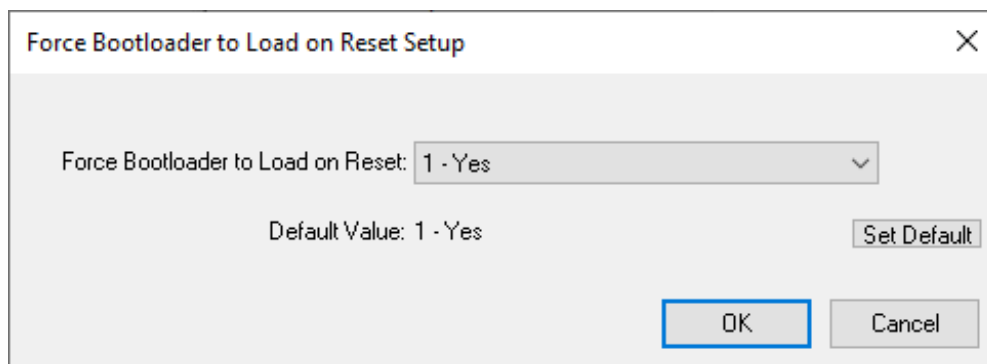 Force Bootloader to Load on Reset Setup
Force Bootloader to Load on Reset: 1 - Yes
Default Value: 1 - Yes
Set Default
OK
Cancel